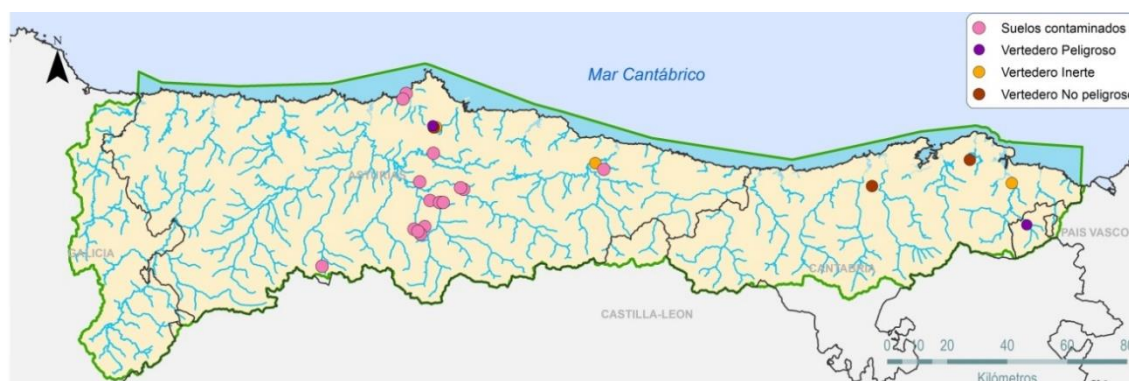 Suelos contaminados
Vertedero Peligroso
Vertedero Inerte
Vertedero No peligroso
N
Mar Cantábrico
ASTURIAS
GALICIA
PAIS VASCO
CANTABRIA
CASTILLA-LEON
0 20 40 60 80
Kilómetros